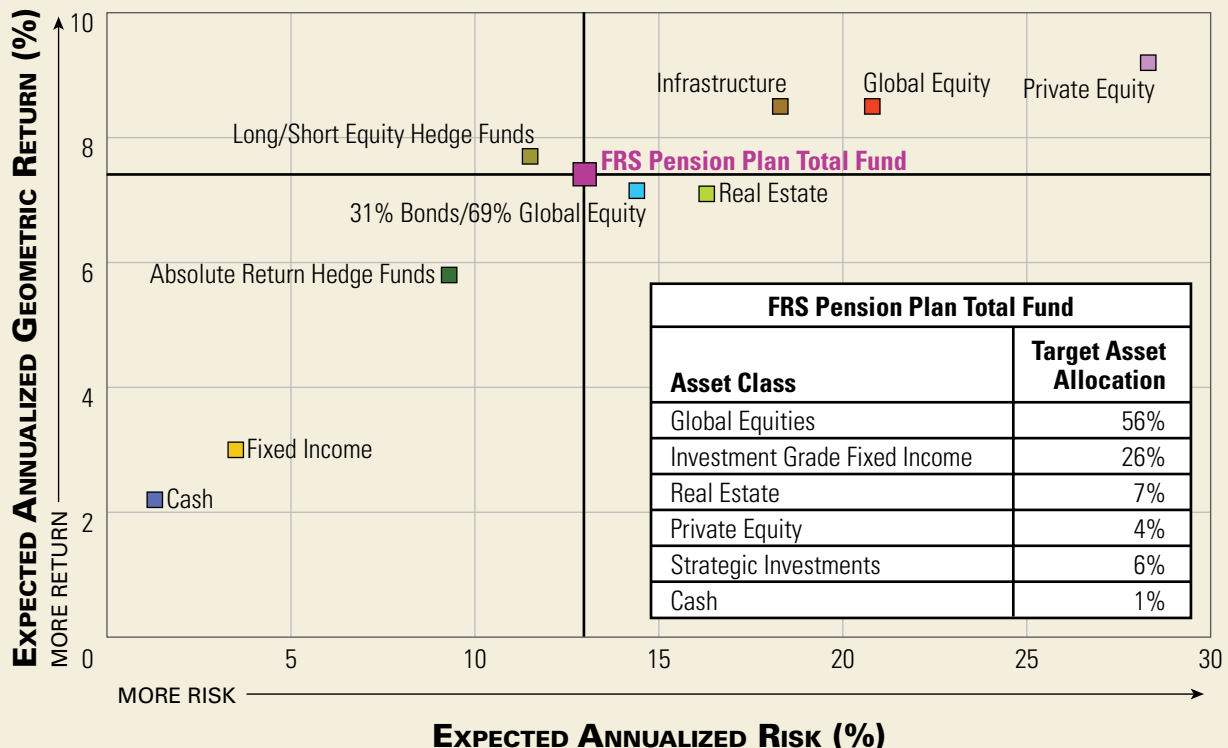 EXPECTED ANNUALIZED GEOMETRIC RETURN (%)
MORE RETURN
10
8
6
4
2
0
Infrastructure
Global Equity
Private Equity
Long/Short Equity Hedge Funds
FRS Pension Plan Total Fund
31% Bonds/69% Global Equity
Real Estate
Absolute Return Hedge Funds
Fixed Income
Cash
FRS Pension Plan Total Fund
Asset Class Target Asset Allocation
Global Equities 56%
Investment Grade Fixed Income 26%
Real Estate 7%
Private Equity 4%
Strategic Investments 6%
Cash 1%
5 10 15 20 25 30
MORE RISK
EXPECTED ANNUALIZED RISK (%)